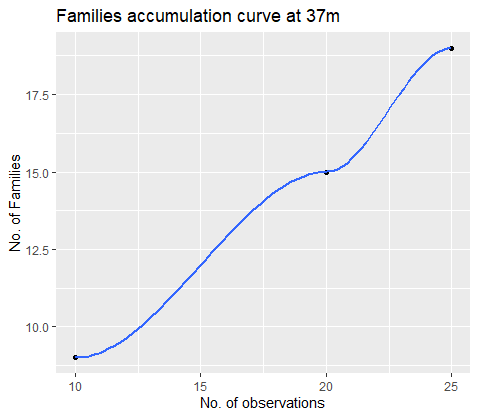 Families accumulation curve at 37m
No. of Families
17.5
15.0
12.5
10.0
10 15 20 25
No. of observations